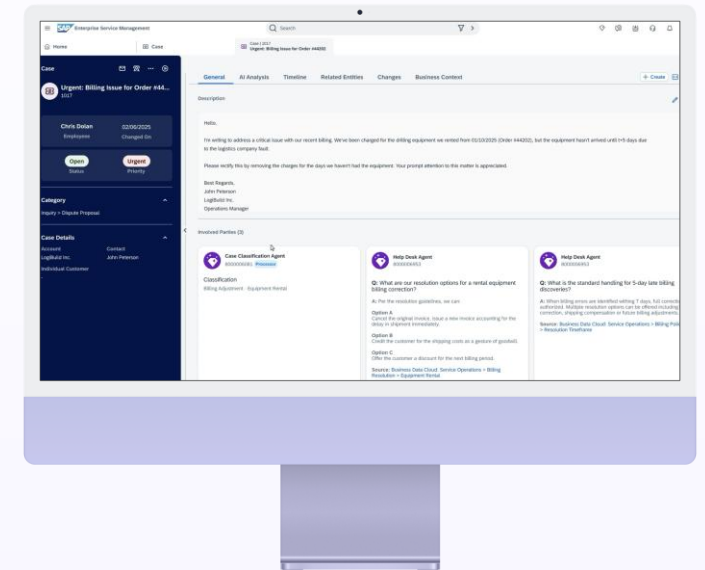 SAP Enterprise Service Management
Search
Home
Case
Case | 1017
Urgent: Billing Issue for Order #44202
Case
Urgent: Billing Issue for Order #44...
1017
Chris Dolan
Employee
02/06/2025
Changed On
Open
Status
Urgent
Priority
Category
Inquiry > Dispute Proposal
Case Details
Account
LogiBuild Inc.
Contact
John Peterson
Individual Customer
-
General
AI Analysis
Timeline
Related Entities
Changes
Business Context
+ Create
Description
Hello,
I'm writing to address a critical issue with our recent billing. We've been charged for the drilling equipment we rented from 01/10/2025 (Order #44202), but the equipment hasn't arrived until t+5 days due
to the logistics company fault.
Please rectify this by removing the charges for the days we haven't had the equipment. Your prompt attention to this matter is appreciated.
Best Regards,
John Peterson
LogiBuild Inc.
Operations Manager
Involved Parties (3)
Case Classification Agent
Classification
Billing Adjustment · Equipment Rental
Help Desk Agent
8000006952
Q: What are our resolution options for a rental equipment
billing correction?
A: Per the resolution guidelines, we can:
Option A
Cancel the original invoice, issue a new invoice accounting for the
delay in shipment immediately.
Option B
Credit the customer for the shipping costs as a gesture of goodwill.
Option C
Offer the customer a discount for the next billing period.
Source: Business Data Cloud: Service Operations > Billing
Resolution > Equipment Rental
Help Desk Agent
8000006953
Q: What is the standard handling for 5-day late billing
discoveries?
A: When billing errors are identified withing 7 days, full correctio
authorized. Multiple resolution options can be offered including
correction, shipping compensation or future billing adjustments.
Source: Business Data Cloud: Service Operations > Billing Polic
> Resolution Timeframe